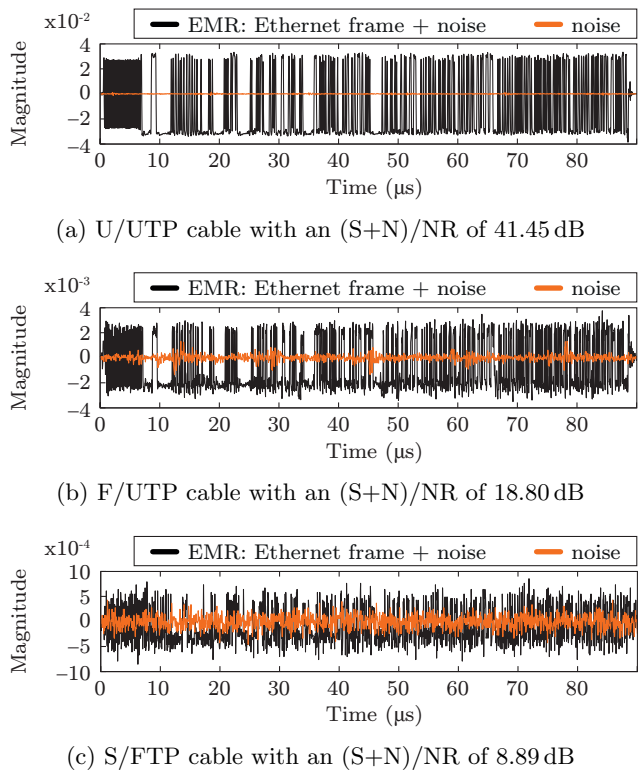 x10⁻²
EMR: Ethernet frame + noise noise
Magnitude
4
2
0
−2
−4
0 10 20 30 40 50 60 70 80
Time (μs)
(a) U/UTP cable with an (S+N)/NR of 41.45 dB
x10⁻³
EMR: Ethernet frame + noise noise
Magnitude
4
2
0
−2
−4
0 10 20 30 40 50 60 70 80
Time (μs)
(b) F/UTP cable with an (S+N)/NR of 18.80 dB
x10⁻⁴
EMR: Ethernet frame + noise noise
Magnitude
10
5
0
−5
−10
0 10 20 30 40 50 60 70 80
Time (μs)
(c) S/FTP cable with an (S+N)/NR of 8.89 dB